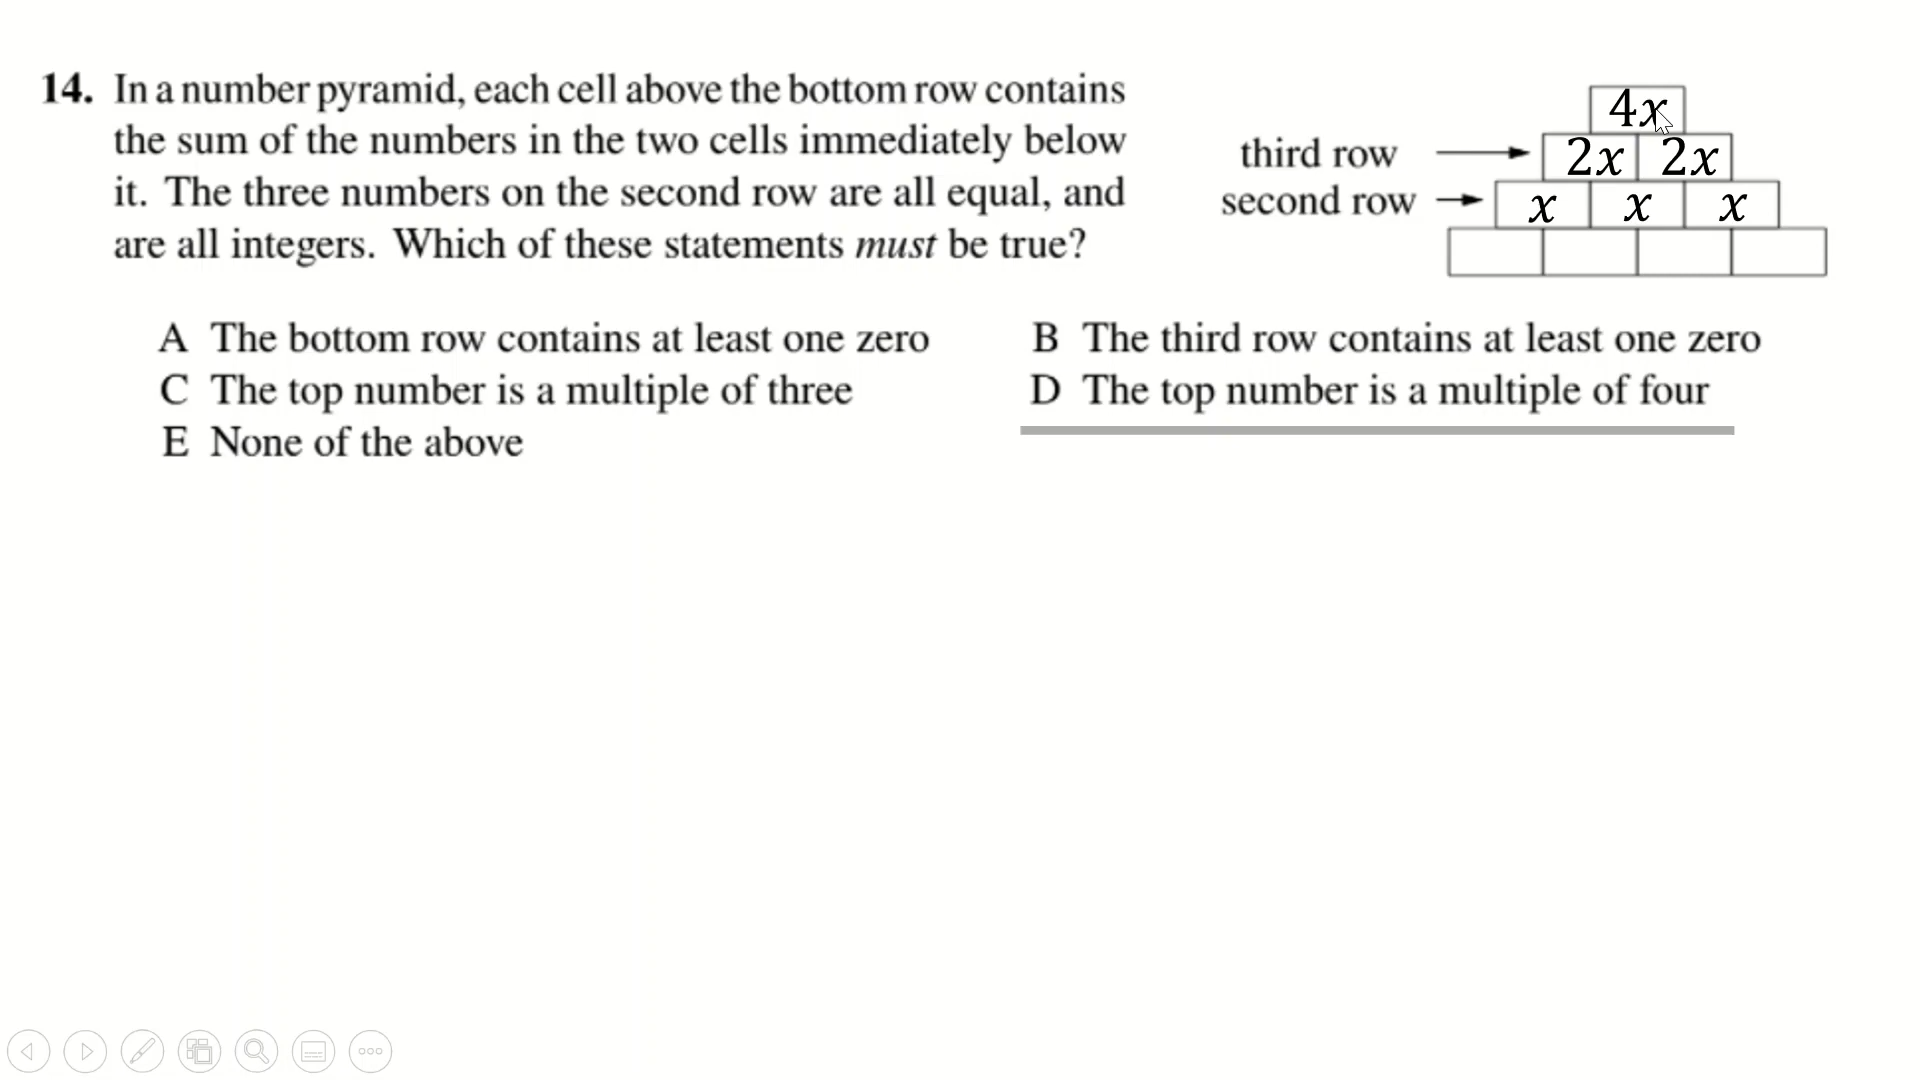 14. In a number pyramid, each cell above the bottom row contains
the sum of the numbers in the two cells immediately below
it. The three numbers on the second row are all equal, and
are all integers. Which of these statements must be true?
4x
third row 2x 2x
second row x x x
A The bottom row contains at least one zero
B The third row contains at least one zero
C The top number is a multiple of three
D The top number is a multiple of four
E None of the above